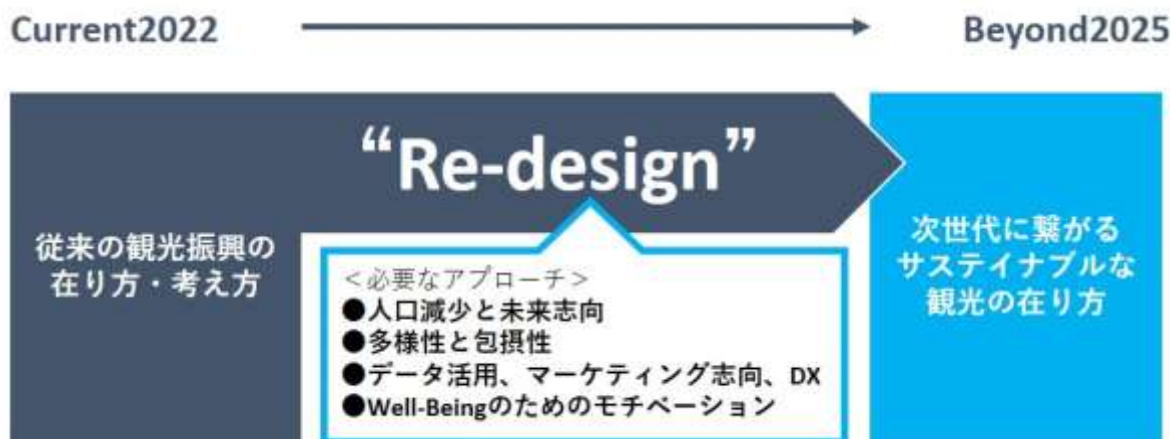 Current2022
Beyond2025
“Re-design”
従来の観光振興の
在り方・考え方
＜必要なアプローチ＞
●人口減少と未来志向
●多様性と包摂性
●データ活用、マーケティング志向、DX
●Well-Beingのためのモチベーション
次世代に繋がる
サステイナブルな
観光の在り方